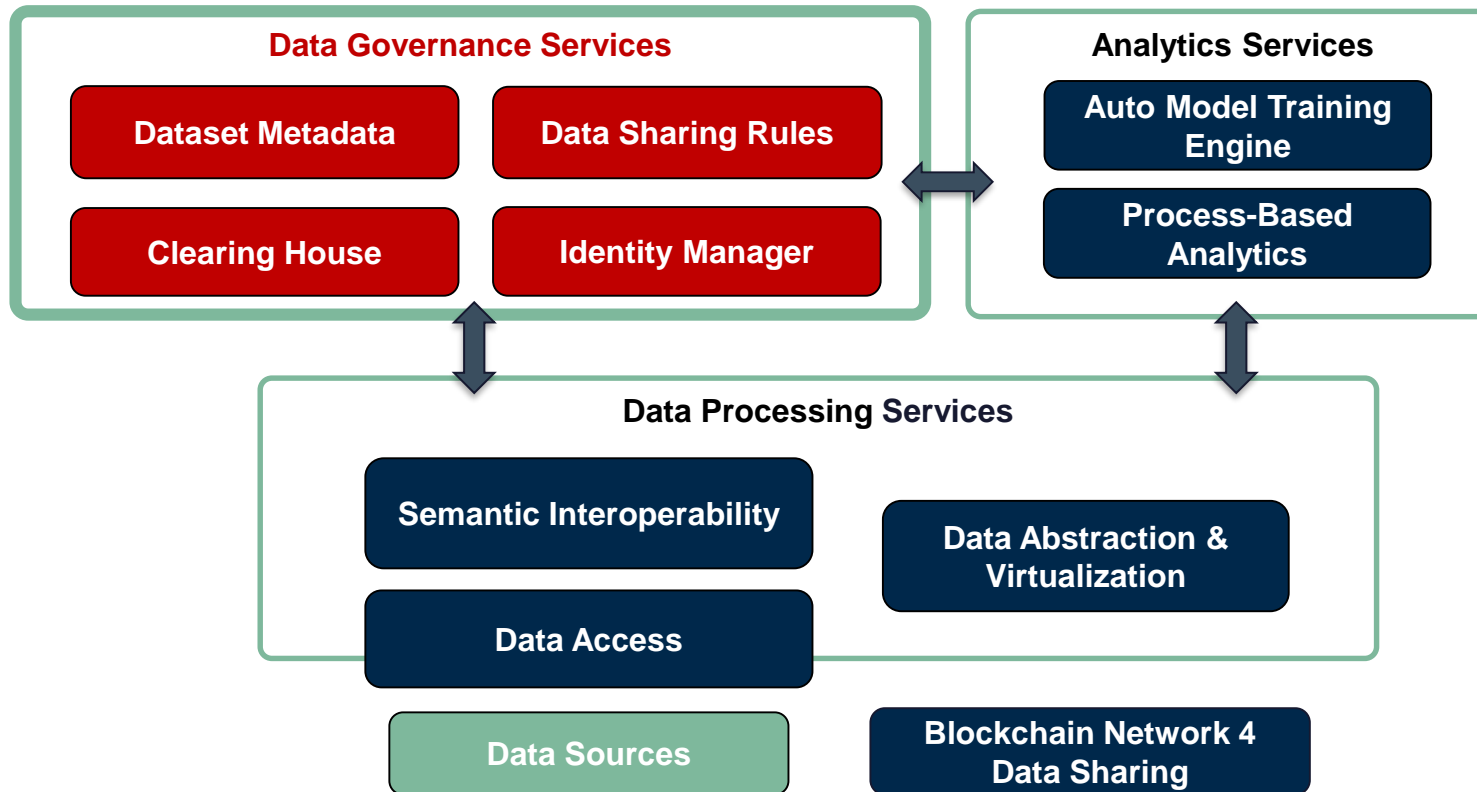 Data Governance Services
Dataset Metadata
Data Sharing Rules
Clearing House
Identity Manager
Analytics Services
Auto Model Training
Engine
Process-Based
Analytics
Data Processing Services
Semantic Interoperability
Data Abstraction &
Virtualization
Data Access
Data Sources
Blockchain Network 4
Data Sharing